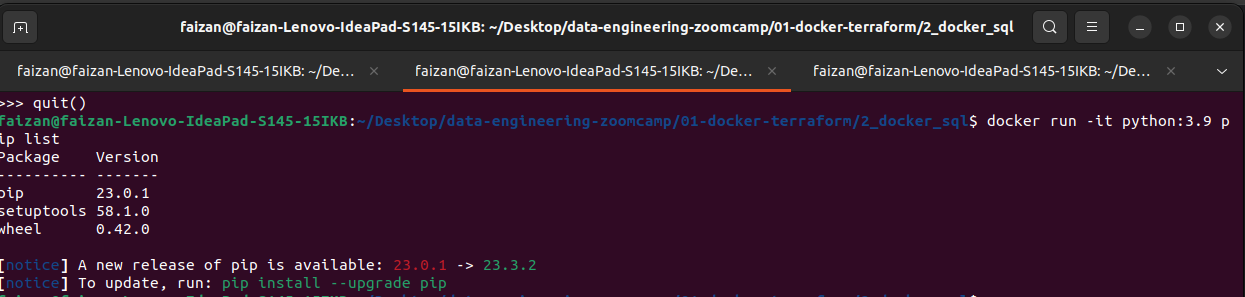 faizan@faizan-Lenovo-IdeaPad-S145-15IKB: ~/Desktop/data-engineering-zoomcamp/01-docker-terraform/2_docker_sql
faizan@faizan-Lenovo-IdeaPad-S145-15IKB: ~/De...
faizan@faizan-Lenovo-IdeaPad-S145-15IKB: ~/De...
faizan@faizan-Lenovo-IdeaPad-S145-15IKB: ~/De...
>>> quit()
faizan@faizan-Lenovo-IdeaPad-S145-15IKB:~/Desktop/data-engineering-zoomcamp/01-docker-terraform/2_docker_sql$ docker run -it python:3.9 p
ip list
Package    Version
---------- -------
pip        23.0.1
setuptools 58.1.0
wheel      0.42.0
[notice] A new release of pip is available: 23.0.1 -> 23.3.2
[notice] To update, run: pip install --upgrade pip